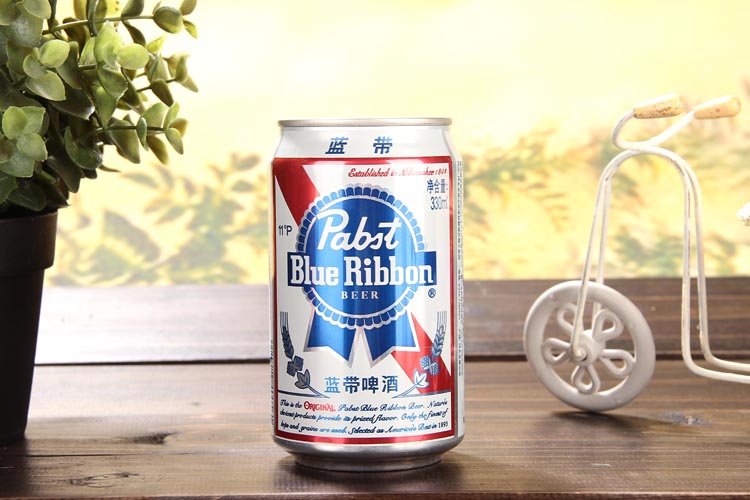 蓝带
Established in Milwaukee 1844
净含量:
330ml
11°P
Pabst
Blue Ribbon
BEER
®
蓝带啤酒
This is the ORIGINAL Pabst Blue Ribbon Beer. Nature's
choicest products provide its prized flavor. Only the finest of
hops and grains are used. Selected as America's Best in 1893